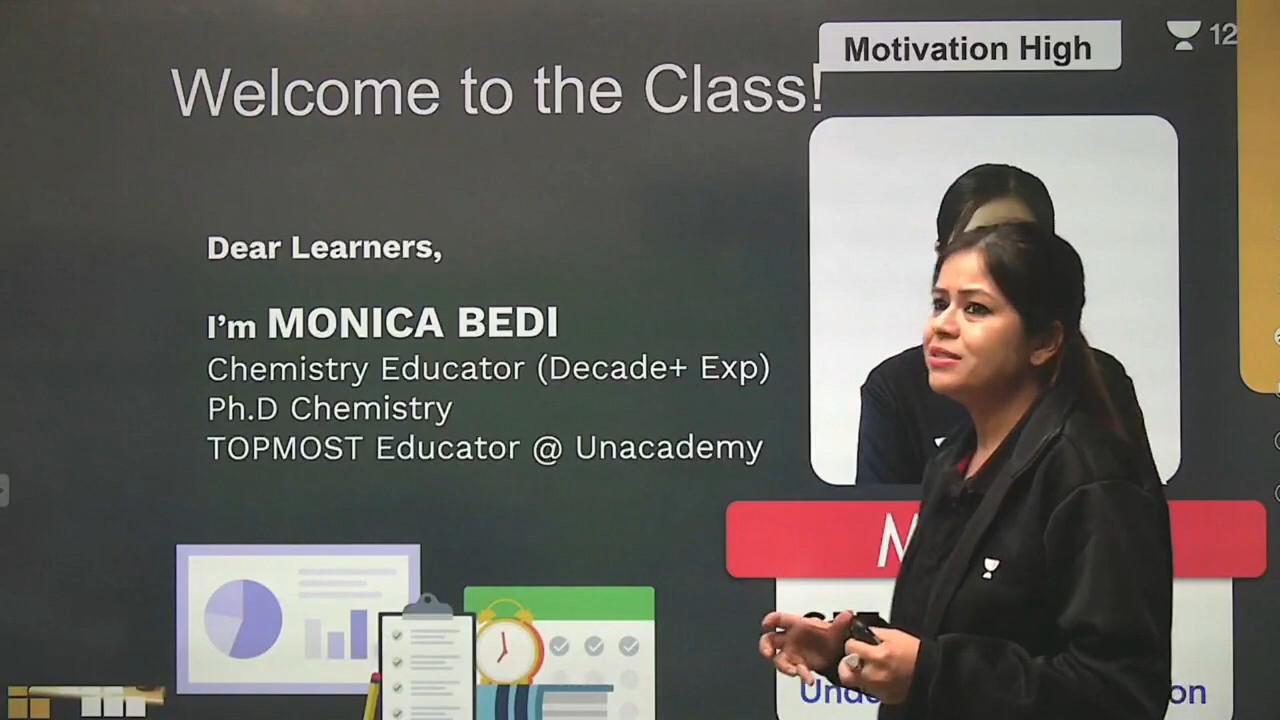 Motivation High
12
Welcome to the Class!
Dear Learners,
I'm MONICA BEDI
Chemistry Educator (Decade+ Exp)
Ph.D Chemistry
TOPMOST Educator @ Unacademy